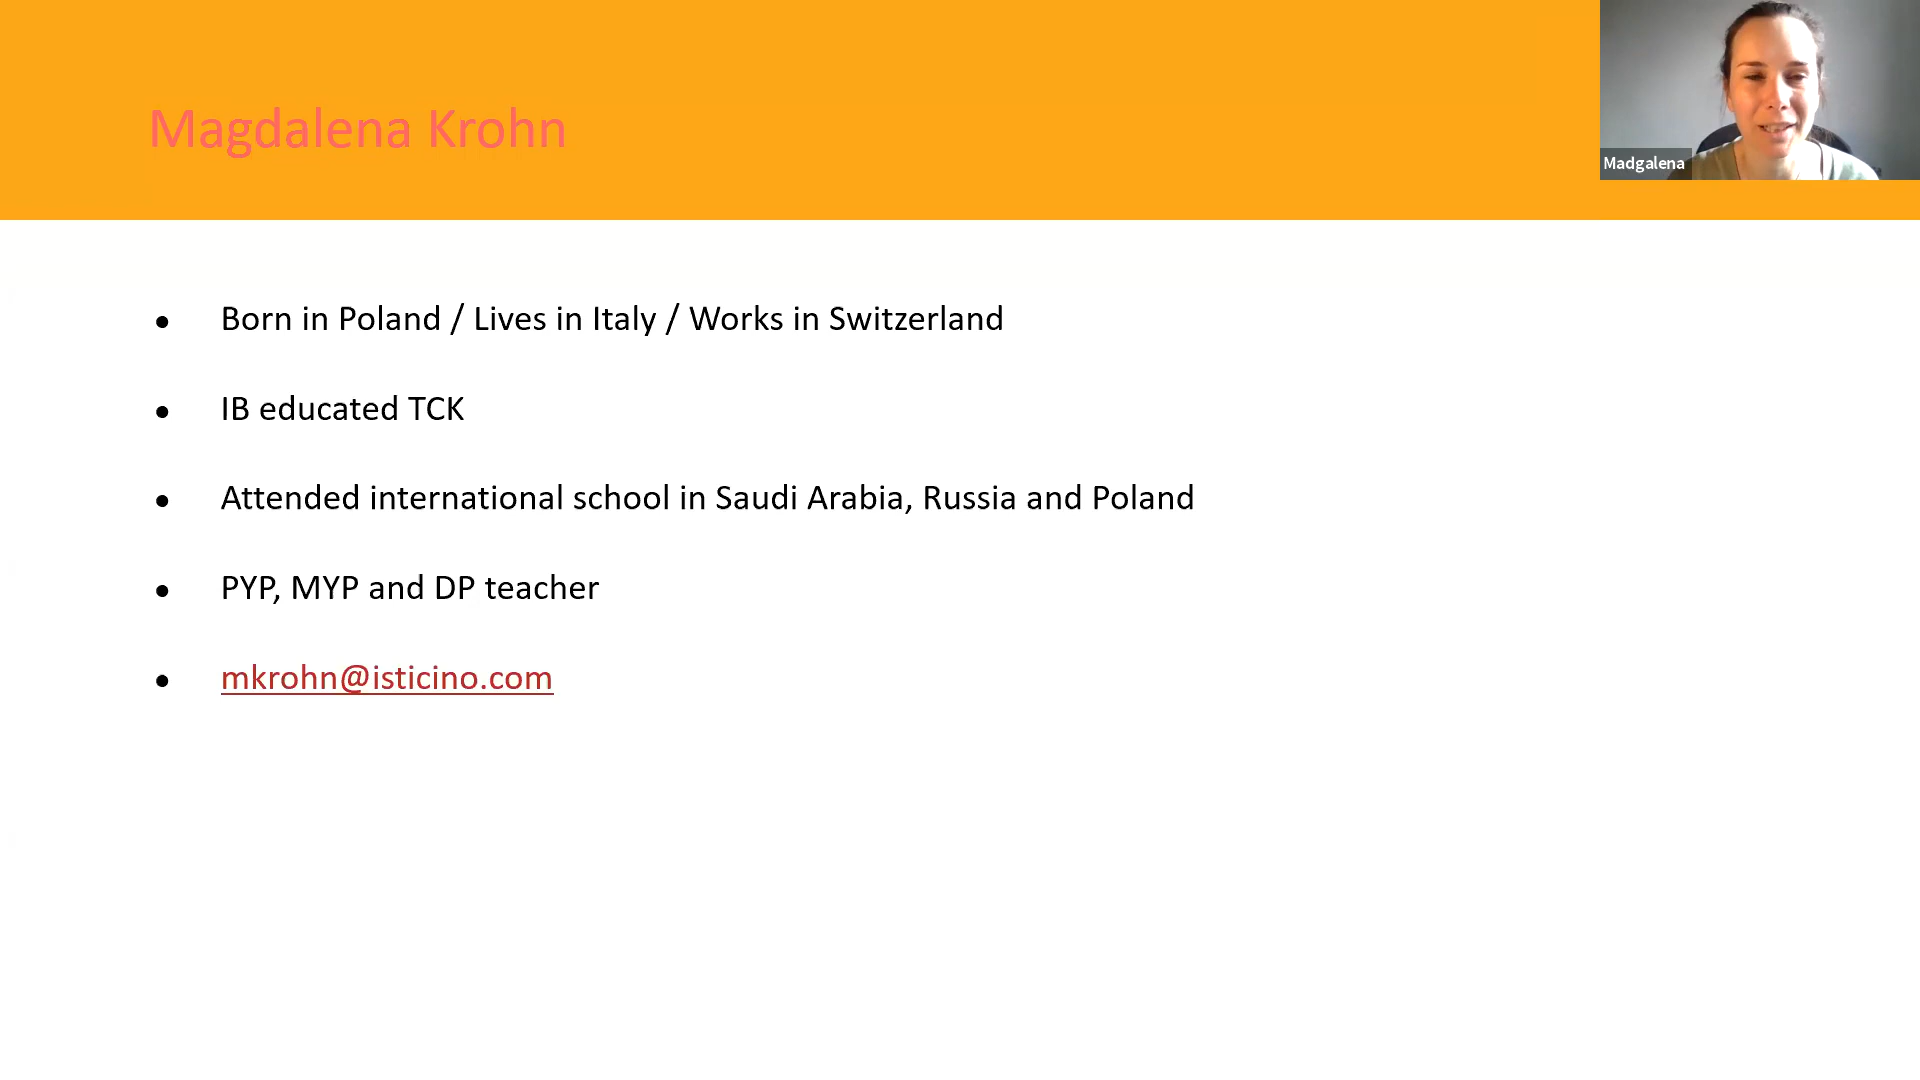 Magdalena Krohn
Madgalena
● Born in Poland / Lives in Italy / Works in Switzerland
● IB educated TCK
● Attended international school in Saudi Arabia, Russia and Poland
● PYP, MYP and DP teacher
● mkrohn@isticino.com